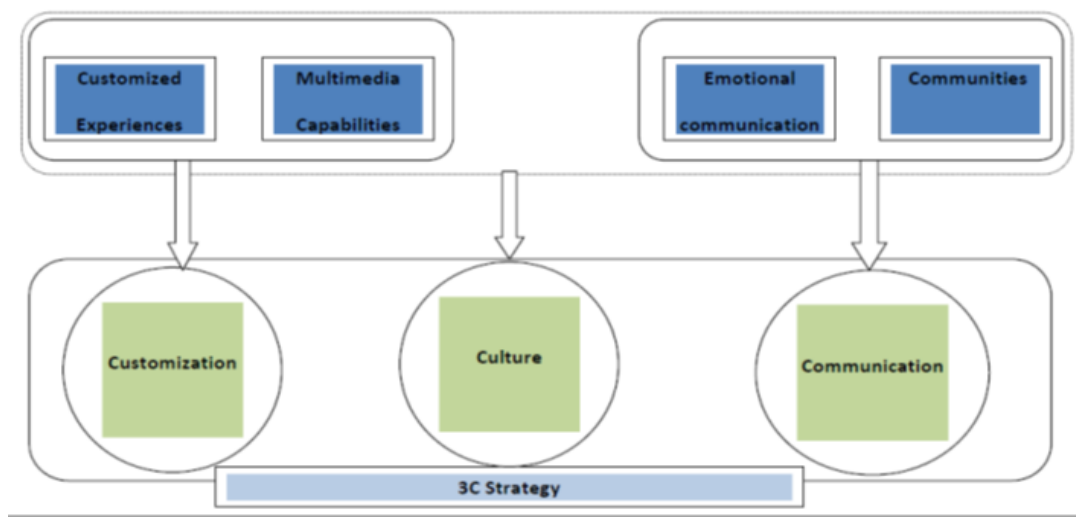 Customized
Experiences
Multimedia
Capabilities
Emotional
communication
Communities
Customization
Culture
Communication
3C Strategy